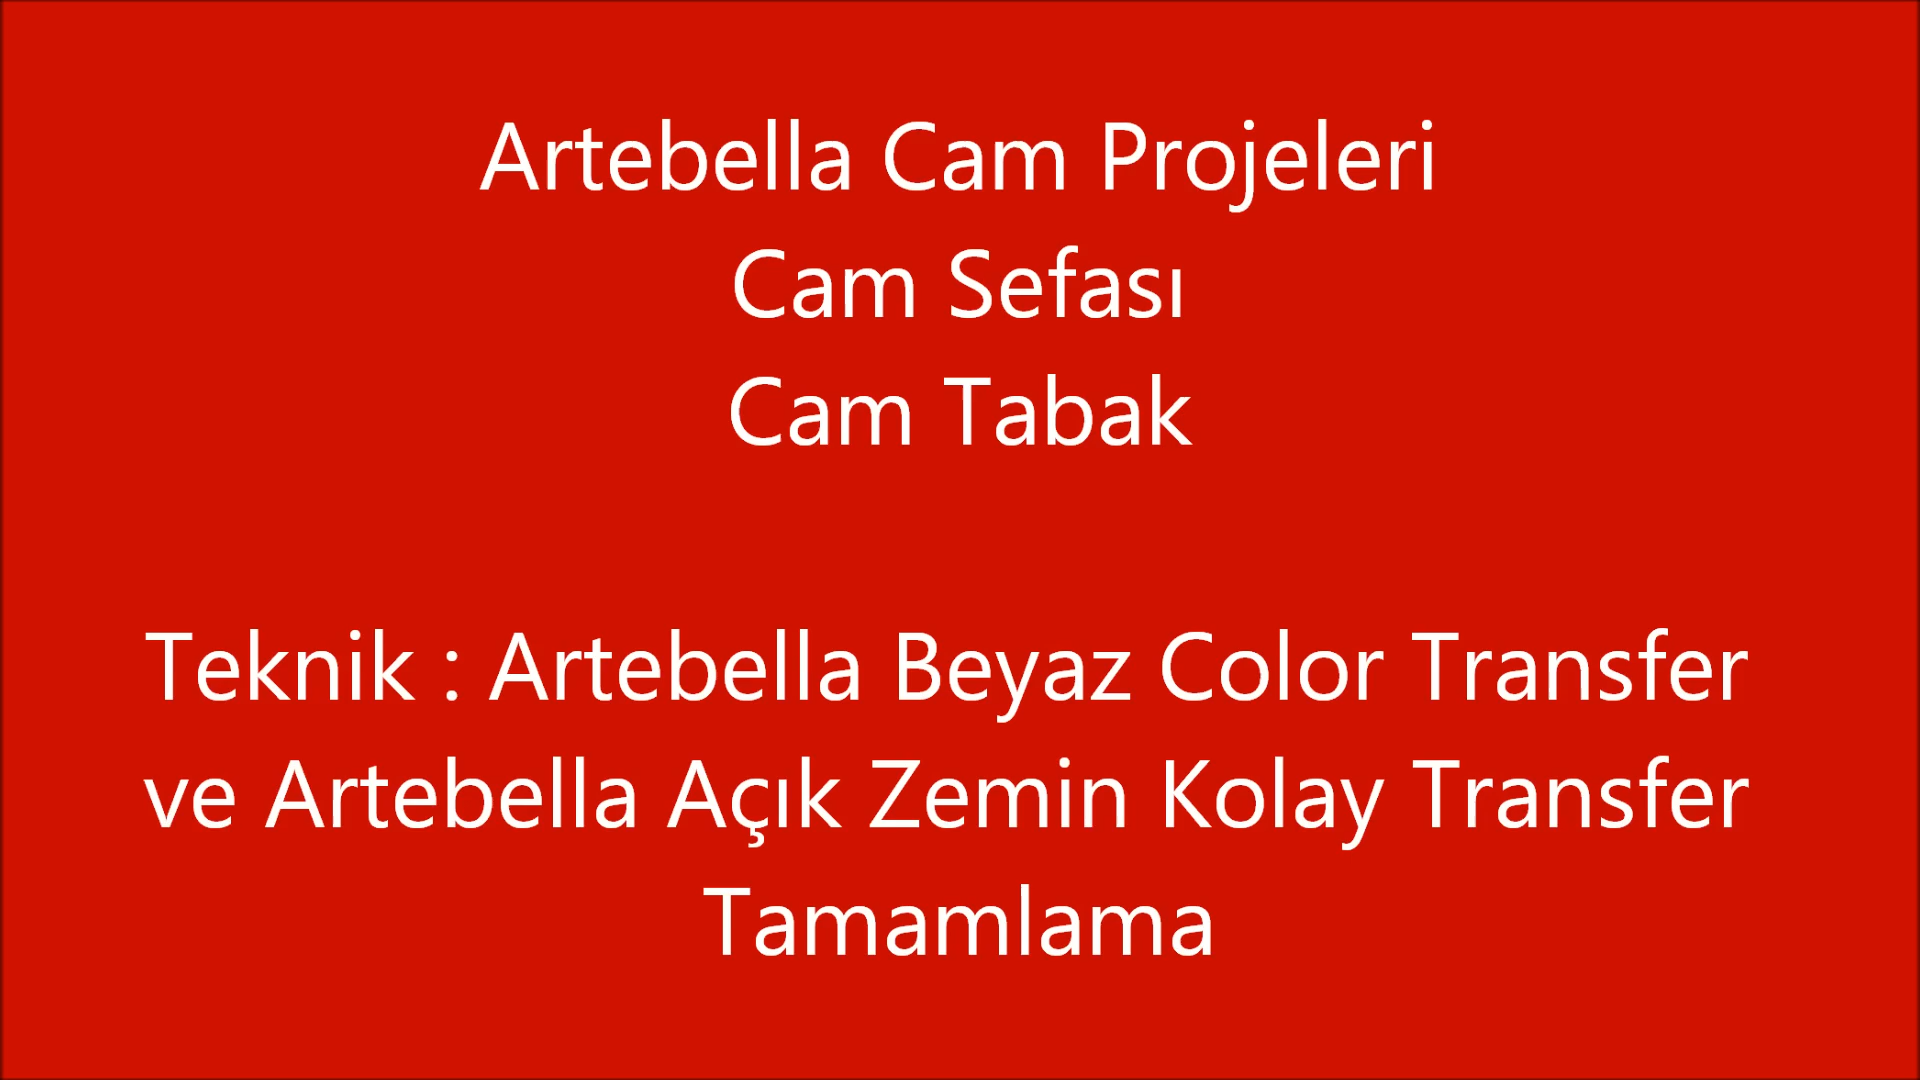 Artebella Cam Projeleri
Cam Sefası
Cam Tabak
Teknik : Artebella Beyaz Color Transfer
ve Artebella Açık Zemin Kolay Transfer
Tamamlama